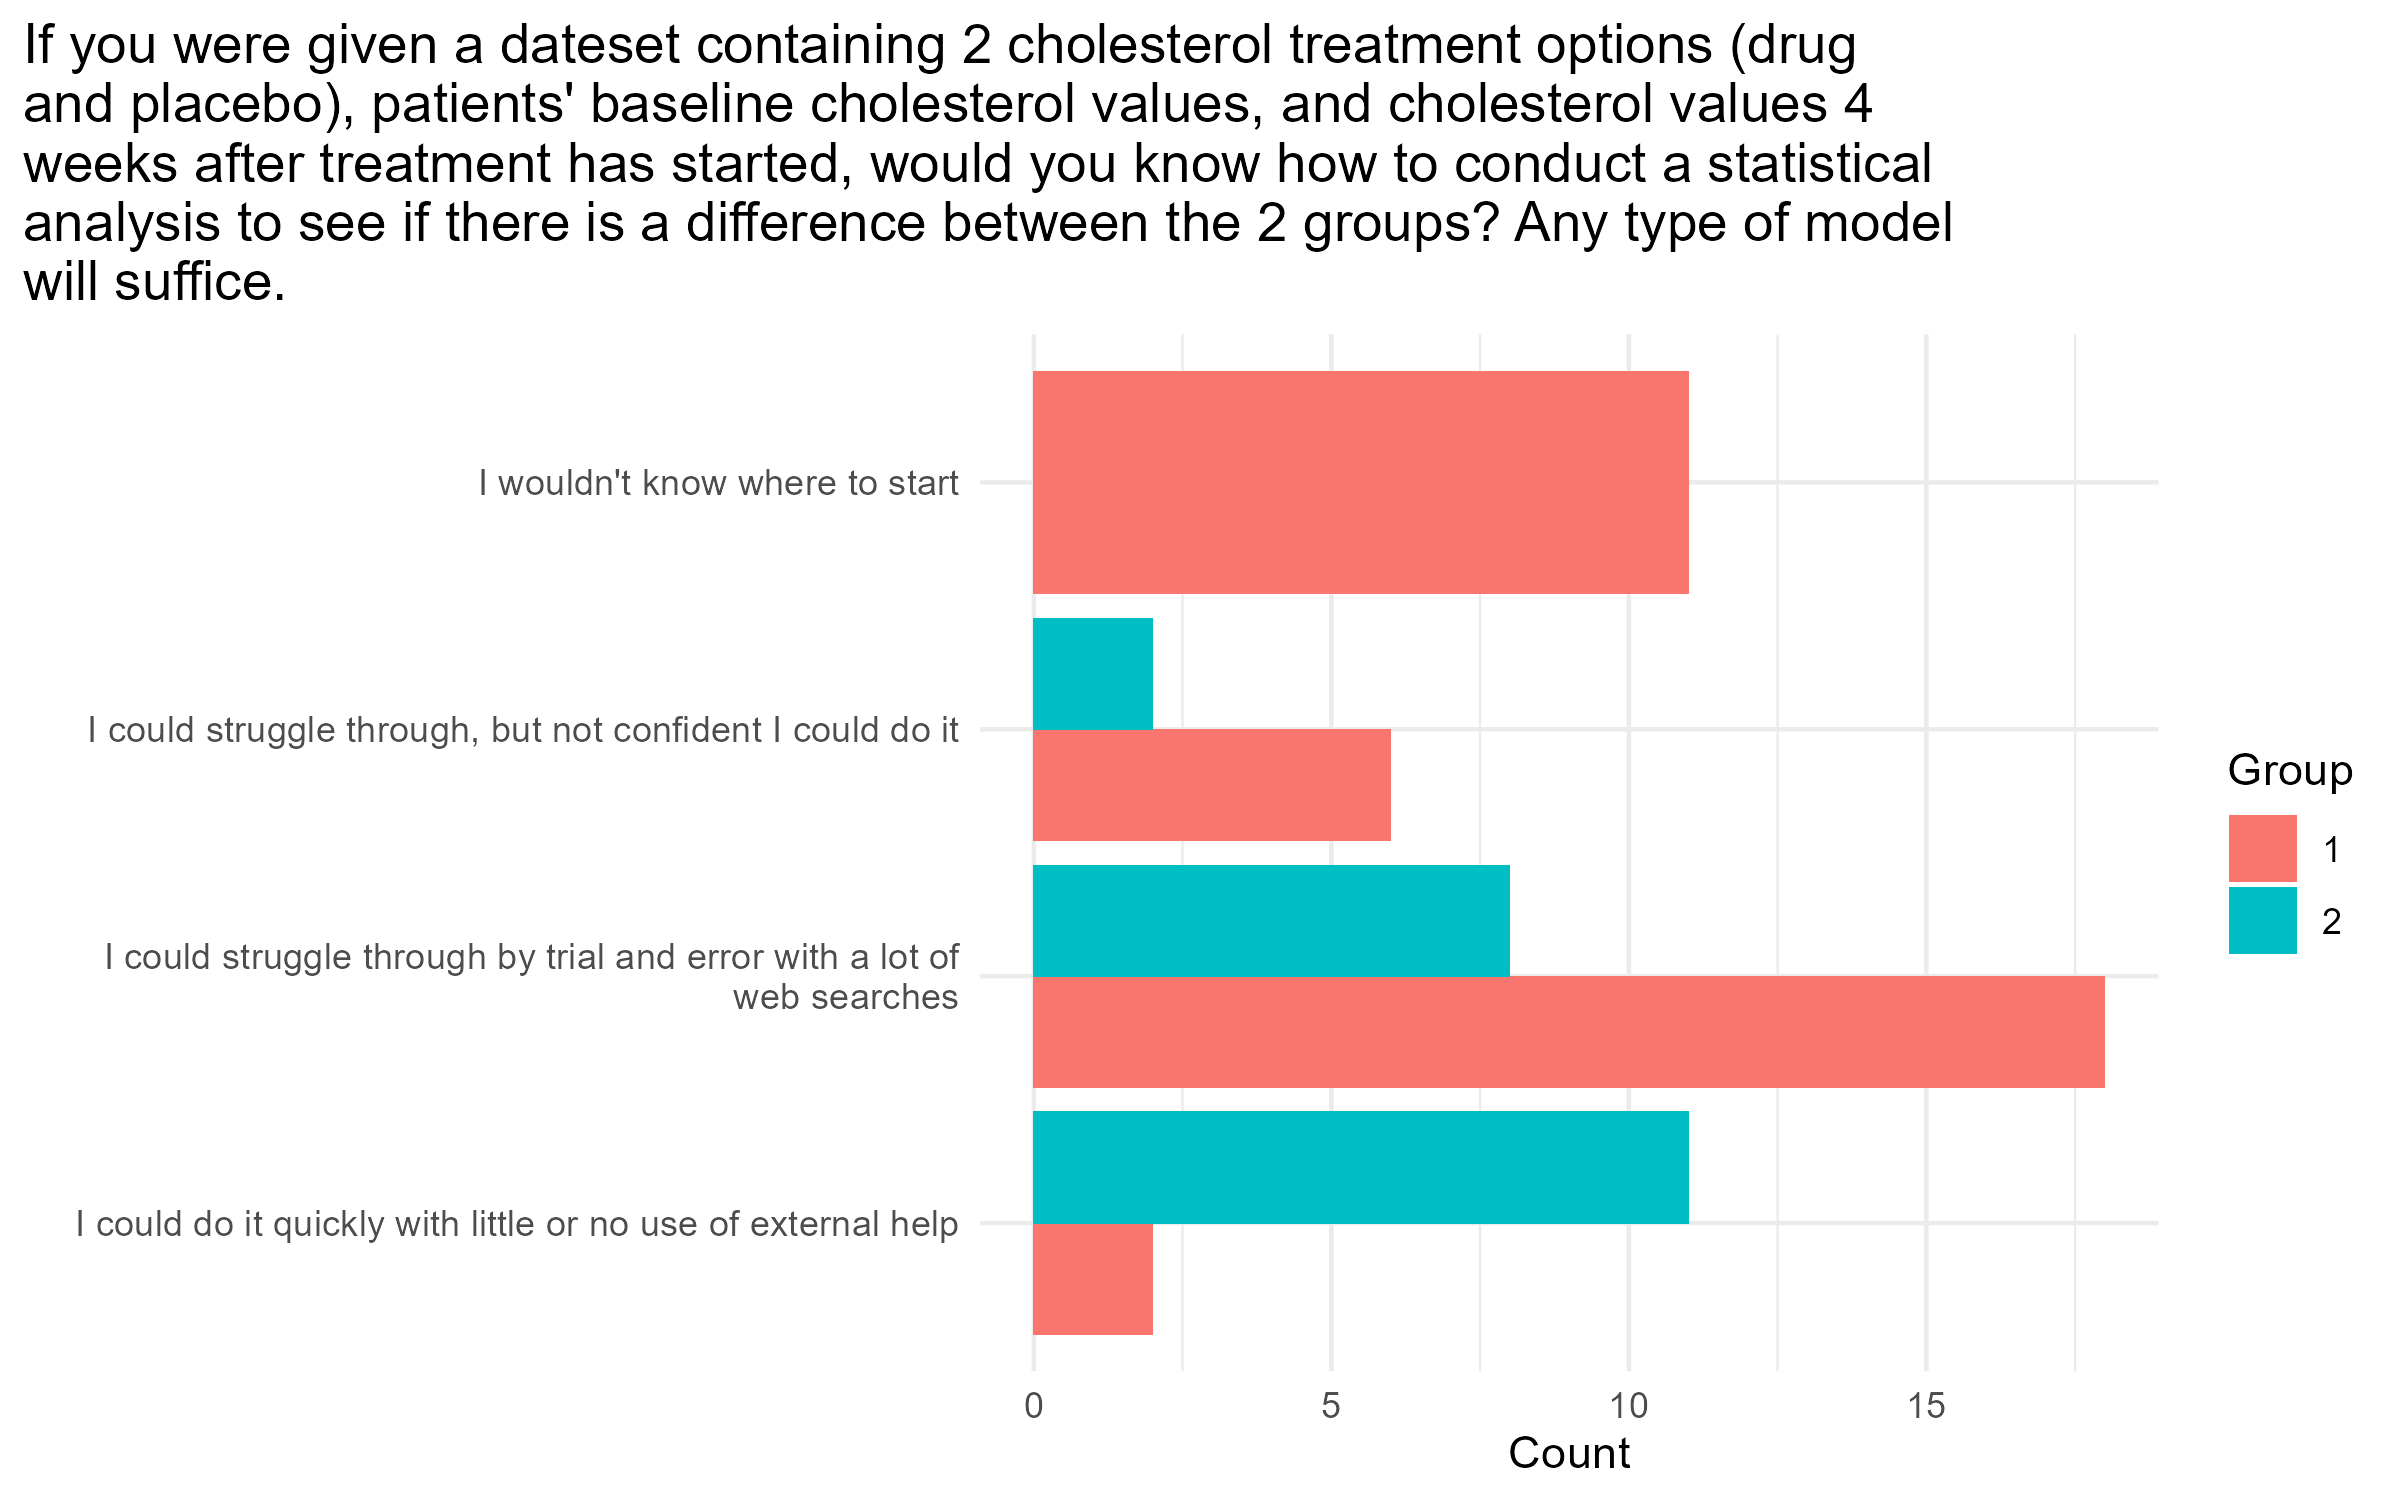 If you were given a dateset containing 2 cholesterol treatment options (drug
and placebo), patients' baseline cholesterol values, and cholesterol values 4
weeks after treatment has started, would you know how to conduct a statistical
analysis to see if there is a difference between the 2 groups? Any type of model
will suffice.
I wouldn't know where to start
I could struggle through, but not confident I could do it
I could struggle through by trial and error with a lot of
web searches
I could do it quickly with little or no use of external help
0
5
10
15
Count
Group
1
2